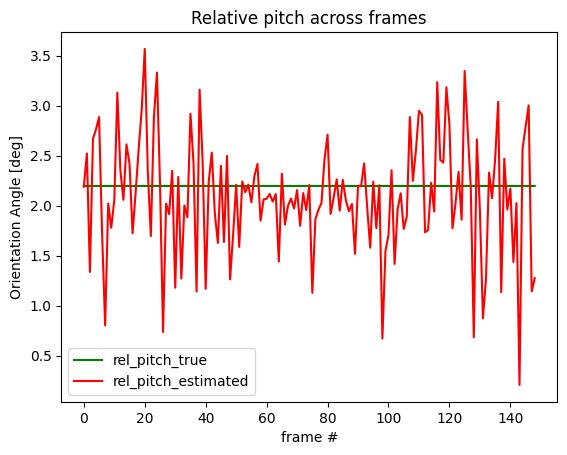 Relative pitch across frames
Orientation Angle [deg]
3.5
3.0
2.5
2.0
1.5
1.0
0.5
rel_pitch_true
rel_pitch_estimated
0 20 40 60 80 100 120 140
frame #